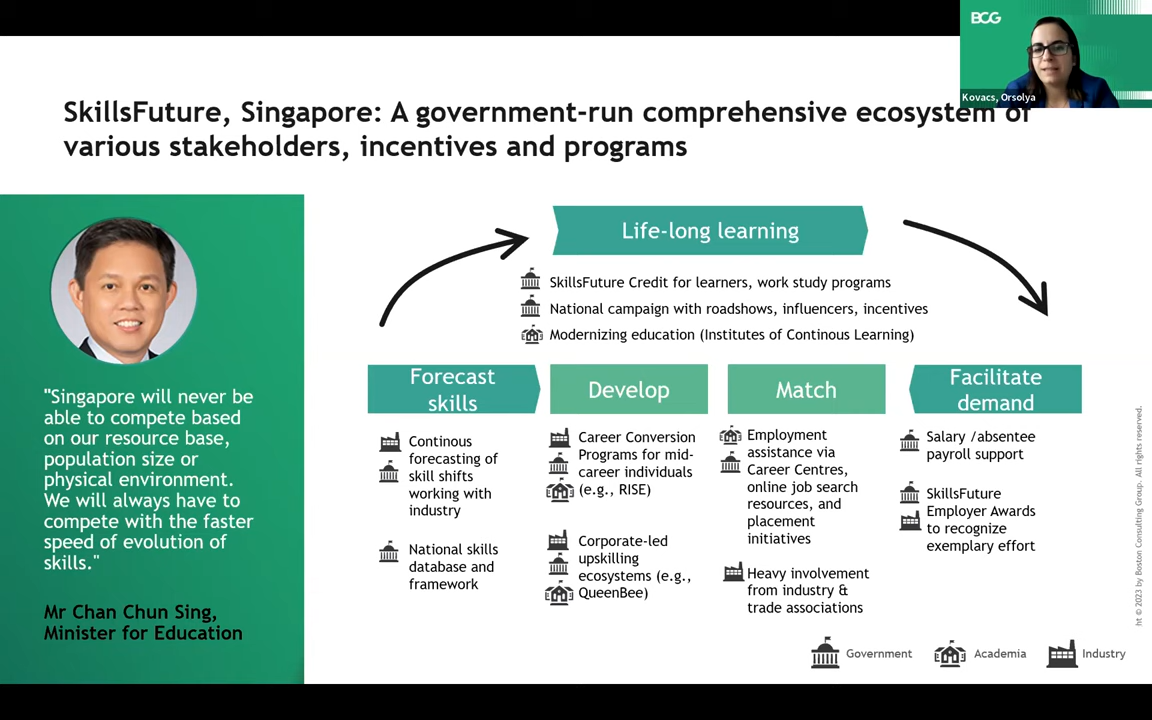 BCG
Kovacs, Orsolya
SkillsFuture, Singapore: A government-run comprehensive ecosystem of
various stakeholders, incentives and programs
"Singapore will never be
able to compete based
on our resource base,
population size or
physical environment.
We will always have to
compete with the faster
speed of evolution of
skills."
Mr Chan Chun Sing,
Minister for Education
Life-long learning
SkillsFuture Credit for learners, work study programs
National campaign with roadshows, influencers, incentives
Modernizing education (Institutes of Continous Learning)
Forecast
skills
Continous
forecasting of
skill shifts
working with
industry
National skills
database and
framework
Develop
Career Conversion
Programs for mid-
career individuals
(e.g., RISE)
Corporate-led
upskilling
ecosystems (e.g.,
QueenBee)
Match
Employment
assistance via
Career Centres,
online job search
resources, and
placement
initiatives
Heavy involvement
from industry &
trade associations
Facilitate
demand
Salary /absentee
payroll support
SkillsFuture
Employer Awards
to recognize
exemplary effort
Government
Academia
Industry
ht © 2023 by Boston Consulting Group. All rights reserved.